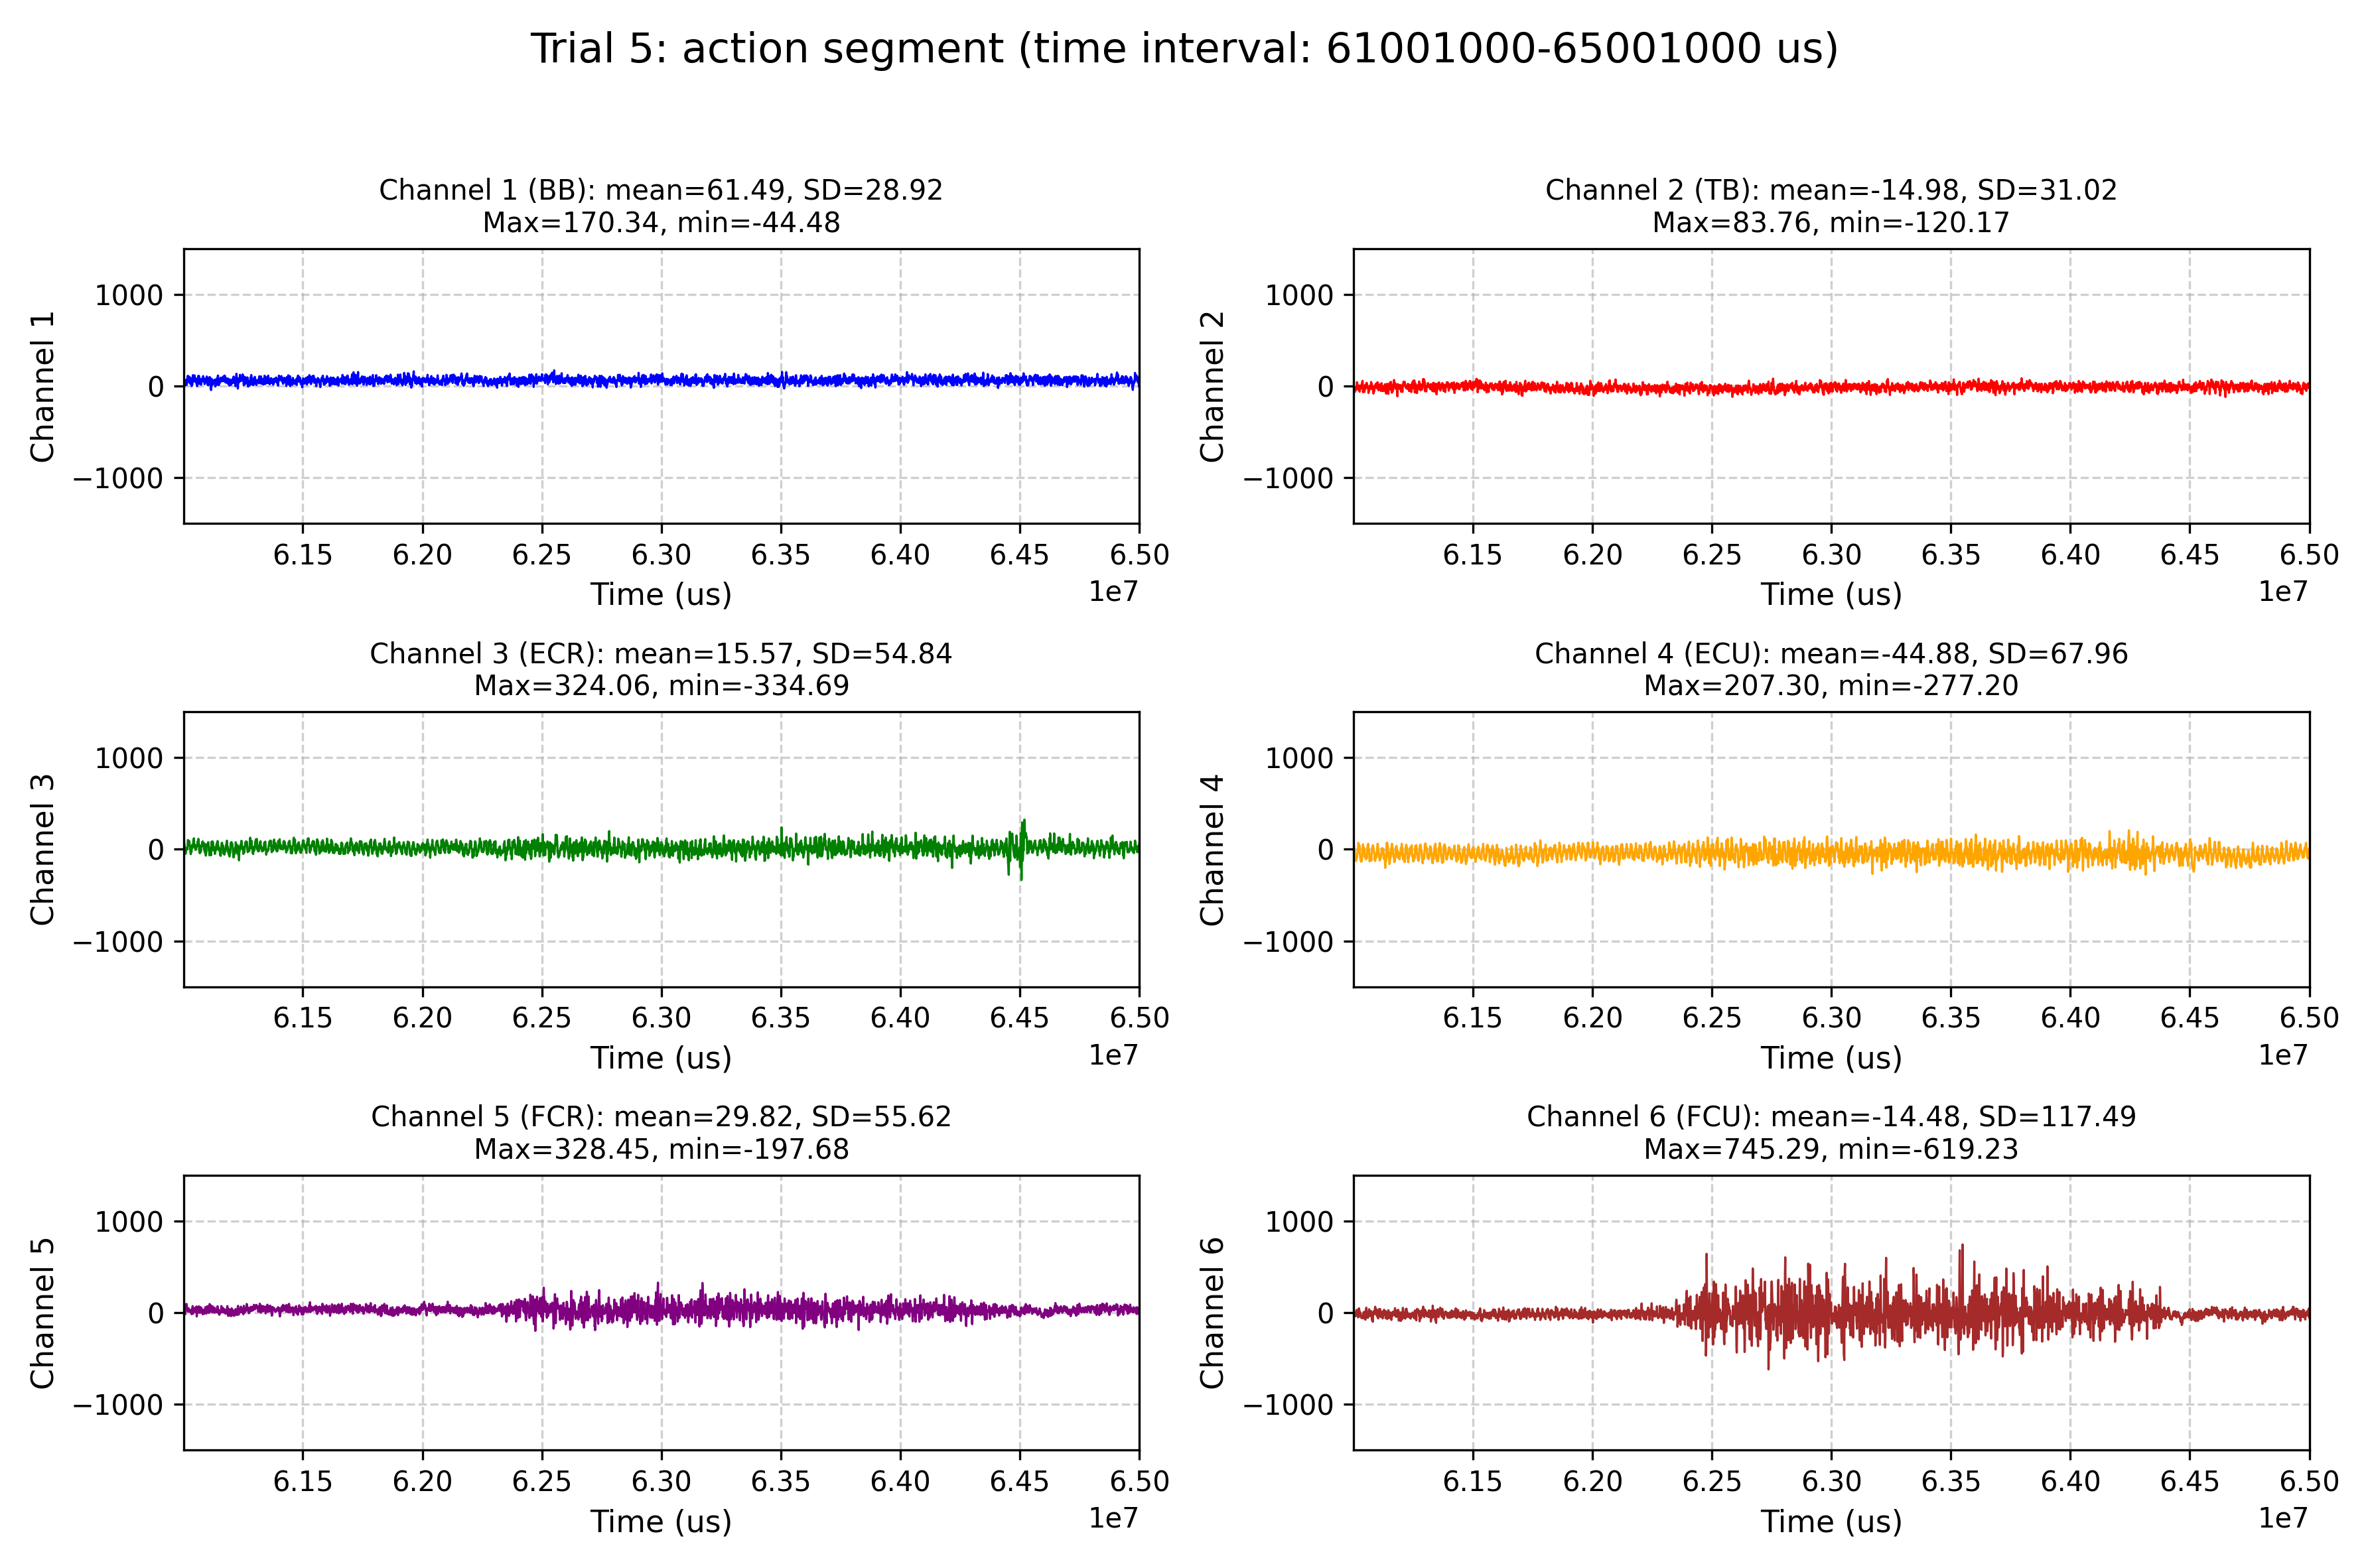 Trial 5: action segment (time interval: 61001000-65001000 us)
Channel 1 (BB): mean=61.49, SD=28.92
Max=170.34, min=-44.48
Channel 1
1000
0
−1000
6.15 6.20 6.25 6.30 6.35 6.40 6.45 6.50
Time (us)
1e7
Channel 2 (TB): mean=-14.98, SD=31.02
Max=83.76, min=-120.17
Channel 2
1000
0
−1000
6.15 6.20 6.25 6.30 6.35 6.40 6.45 6.50
Time (us)
1e7
Channel 3 (ECR): mean=15.57, SD=54.84
Max=324.06, min=-334.69
Channel 3
1000
0
−1000
6.15 6.20 6.25 6.30 6.35 6.40 6.45 6.50
Time (us)
1e7
Channel 4 (ECU): mean=-44.88, SD=67.96
Max=207.30, min=-277.20
Channel 4
1000
0
−1000
6.15 6.20 6.25 6.30 6.35 6.40 6.45 6.50
Time (us)
1e7
Channel 5 (FCR): mean=29.82, SD=55.62
Max=328.45, min=-197.68
Channel 5
1000
0
−1000
6.15 6.20 6.25 6.30 6.35 6.40 6.45 6.50
Time (us)
1e7
Channel 6 (FCU): mean=-14.48, SD=117.49
Max=745.29, min=-619.23
Channel 6
1000
0
−1000
6.15 6.20 6.25 6.30 6.35 6.40 6.45 6.50
Time (us)
1e7